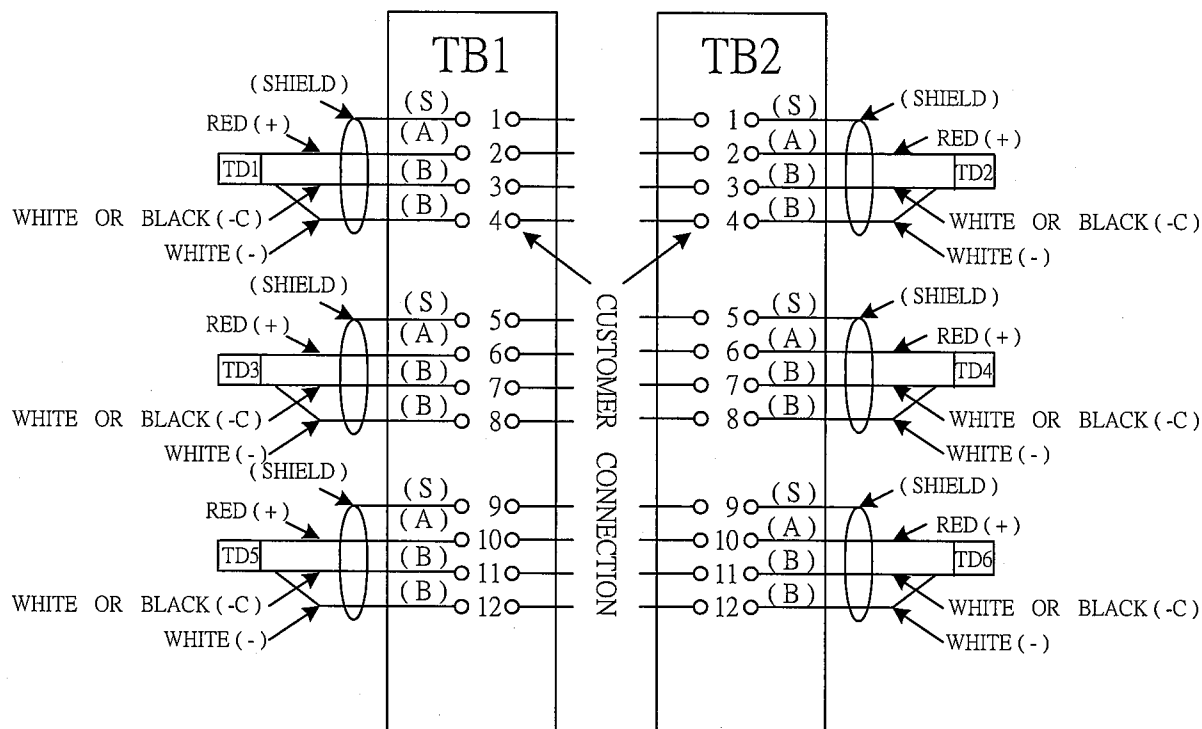 TB1
(SHIELD)
(S)
1
RED(+)
(A)
2
TD1
(B)
3
WHITE OR BLACK(-C)
(B)
4
WHITE(-)
(SHIELD)
(S)
5
RED(+)
(A)
6
TD3
(B)
7
WHITE OR BLACK(-C)
(B)
8
WHITE(-)
(SHIELD)
(S)
9
RED(+)
(A)
10
TD5
(B)
11
WHITE OR BLACK(-C)
(B)
12
WHITE(-)
CUSTOMER CONNECTION
TB2
1
(S)
(SHIELD)
2
(A)
RED(+)
3
(B)
TD2
4
(B)
WHITE OR BLACK(-C)
WHITE(-)
5
(S)
(SHIELD)
6
(A)
RED(+)
7
(B)
TD4
8
(B)
WHITE OR BLACK(-C)
WHITE(-)
9
(S)
(SHIELD)
10
(A)
RED(+)
11
(B)
TD6
12
(B)
WHITE OR BLACK(-C)
WHITE(-)